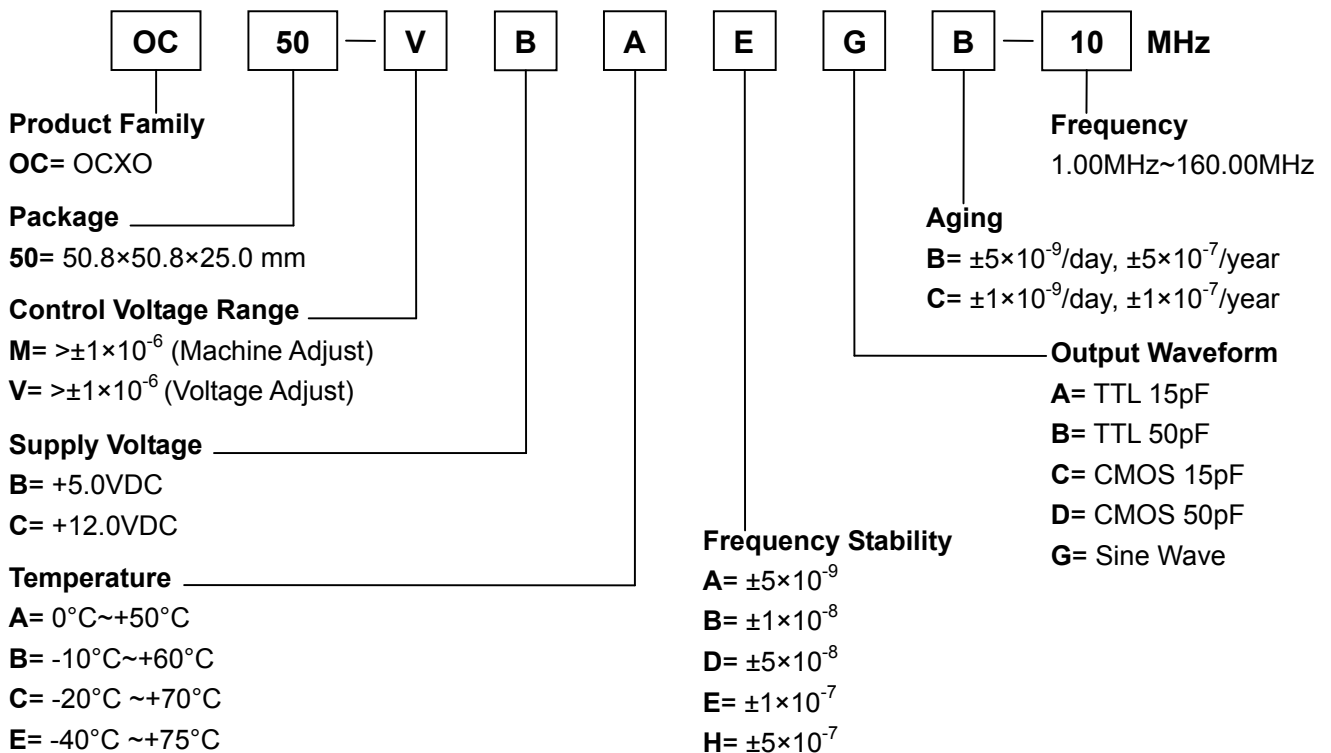 OC 50 — V B A E G B — 10 MHz
Product Family
OC= OCXO
Package
50= 50.8×50.8×25.0 mm
Control Voltage Range
M= >±1×10⁻⁶ (Machine Adjust)
V= >±1×10⁻⁶ (Voltage Adjust)
Supply Voltage
B= +5.0VDC
C= +12.0VDC
Temperature
A= 0°C~+50°C
B= -10°C~+60°C
C= -20°C ~+70°C
E= -40°C ~+75°C
Frequency Stability
A= ±5×10⁻⁹
B= ±1×10⁻⁸
D= ±5×10⁻⁸
E= ±1×10⁻⁷
H= ±5×10⁻⁷
Frequency
1.00MHz~160.00MHz
Aging
B= ±5×10⁻⁹/day, ±5×10⁻⁷/year
C= ±1×10⁻⁹/day, ±1×10⁻⁷/year
Output Waveform
A= TTL 15pF
B= TTL 50pF
C= CMOS 15pF
D= CMOS 50pF
G= Sine Wave